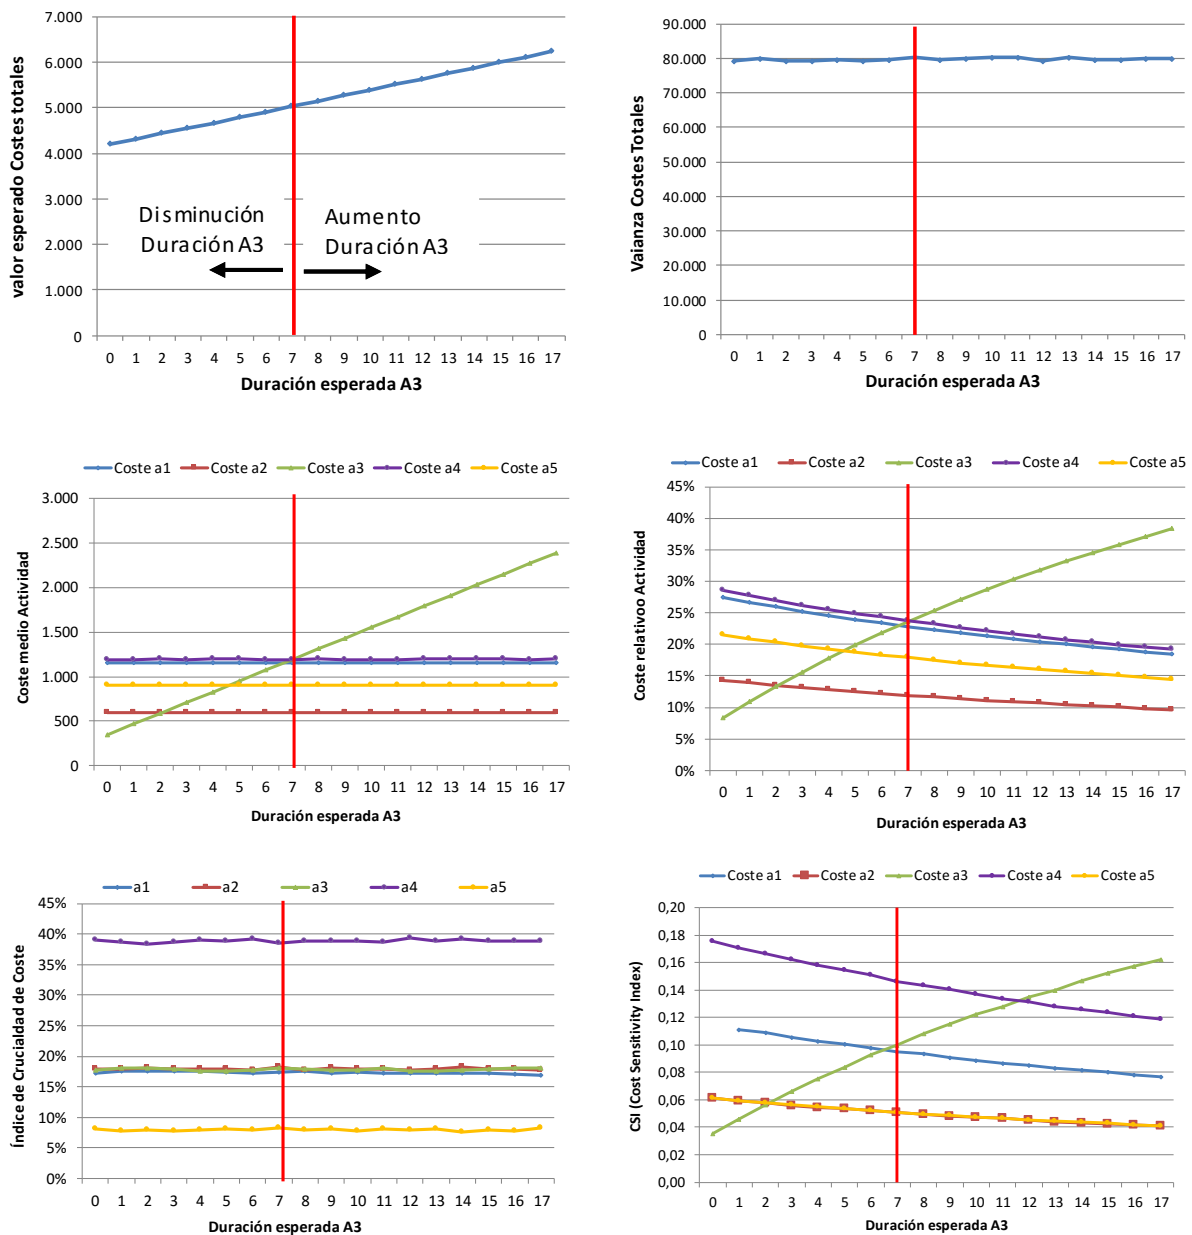 valor esperado Costes totales
7.000
6.000
5.000
4.000
3.000
2.000
1.000
0
Disminución
Duración A3
Aumento
Duración A3
0 1 2 3 4 5 6 7 8 9 10 11 12 13 14 15 16 17
Duración esperada A3
Vaianza Costes Totales
90.000
80.000
70.000
60.000
50.000
40.000
30.000
20.000
10.000
0
0 1 2 3 4 5 6 7 8 9 10 11 12 13 14 15 16 17
Duración esperada A3
Coste a1 Coste a2 Coste a3 Coste a4 Coste a5
Coste medio Actividad
3.000
2.500
2.000
1.500
1.000
500
0
0 1 2 3 4 5 6 7 8 9 10 11 12 13 14 15 16 17
Duración esperada A3
Coste a1 Coste a2 Coste a3 Coste a4 Coste a5
Coste relativoo Actividad
45%
40%
35%
30%
25%
20%
15%
10%
5%
0%
0 1 2 3 4 5 6 7 8 9 10 11 12 13 14 15 16 17
Duración esperada A3
a1 a2 a3 a4 a5
Índice de Crucialdad de Coste
45%
40%
35%
30%
25%
20%
15%
10%
5%
0%
0 1 2 3 4 5 6 7 8 9 10 11 12 13 14 15 16 17
Duración esperada A3
Coste a1 Coste a2 Coste a3 Coste a4 Coste a5
CSI (Cost Sensitivity Index)
0,20
0,18
0,16
0,14
0,12
0,10
0,08
0,06
0,04
0,02
0,00
0 1 2 3 4 5 6 7 8 9 10 11 12 13 14 15 16 17
Duración esperada A3